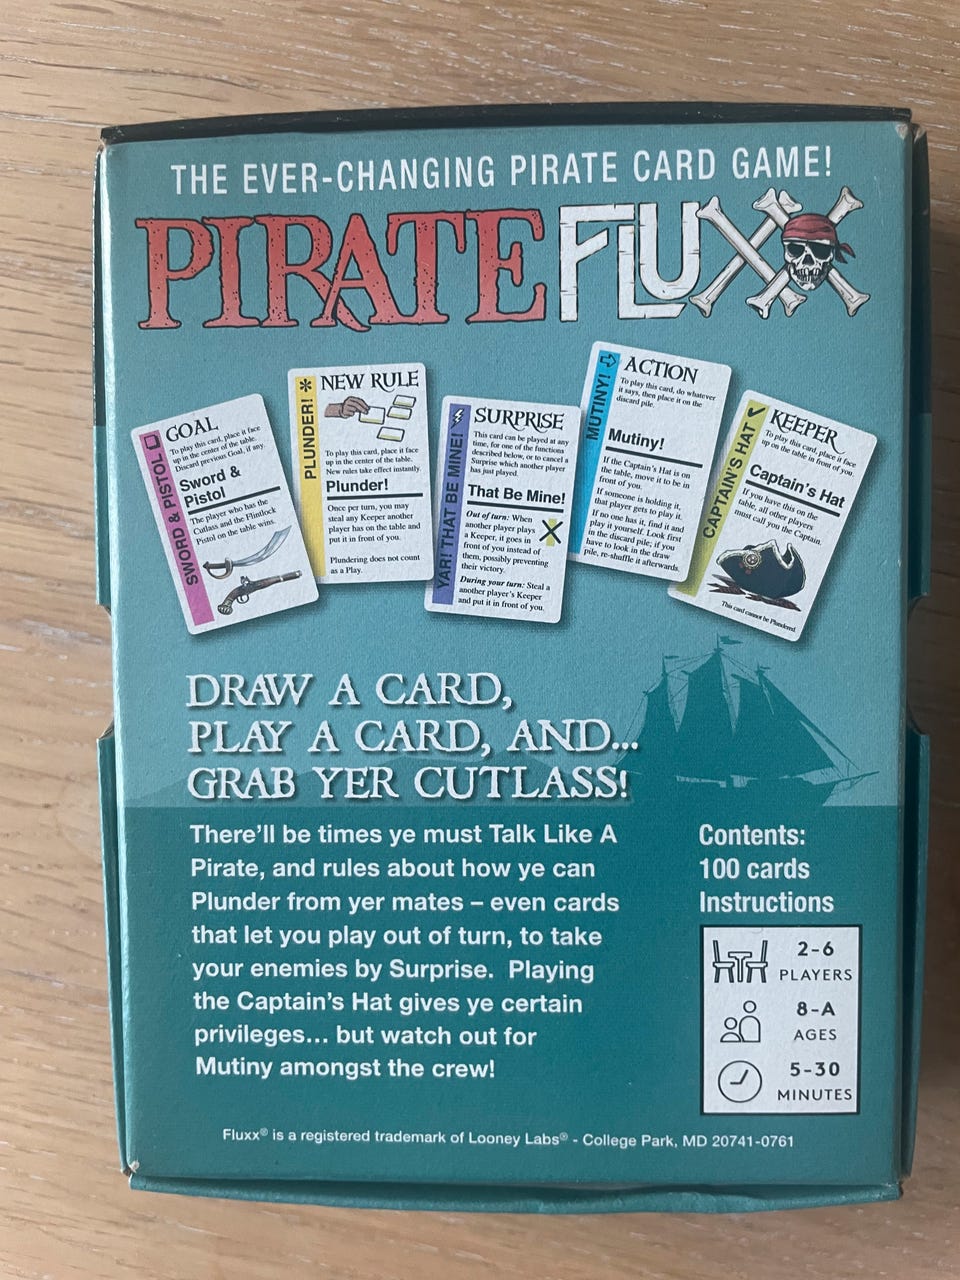 THE EVER-CHANGING PIRATE CARD GAME!
PIRATE FLUXX
SWORD & PISTOL
GOAL
To play this card, place it face
up in the center of the table.
Discard previous Goal, if any.
Sword &
Pistol
The player who has the
Cutlass and the Flintlock
Pistol on the table wins.
PLUNDER!
NEW RULE
To play this card, place it face
up in the center of the table.
New rules take effect instantly.
Plunder!
Once per turn, you may
steal any Keeper another
player has on the table and
put it in front of you.
Plundering does not count
as a Play.
YAR! THAT BE MINE!
SURPRISE
This card can be played at any
time, for one of the functions
described below, or to cancel a
Surprise which another player
has just played.
That Be Mine!
Out of turn: When
another player plays
a Keeper, it goes in
front of you instead of
them, possibly preventing
their victory.
During your turn: Steal a
another player's Keeper
and put it in front of you.
MUTINY!
ACTION
To play this card, do whatever
it says, then place it on the
discard pile.
Mutiny!
If the Captain's Hat is on
the table, move it to be in
front of you.
If someone is holding it,
that player gets to play it.
If no one has it, find it and
play it yourself. Look first
in the discard pile; if you
have to look in the draw
pile, re-shuffle it afterwards.
CAPTAIN'S HAT
KEEPER
To play this card, place it face
up on the table in front of you.
Captain's Hat
If you have this on the
table, all other players
must call you the Captain.
This card cannot be Plundered
DRAW A CARD,
PLAY A CARD, AND...
GRAB YER CUTLASS!
There'll be times ye must Talk Like A
Pirate, and rules about how ye can
Plunder from yer mates – even cards
that let you play out of turn, to take
your enemies by Surprise. Playing
the Captain's Hat gives ye certain
privileges... but watch out for
Mutiny amongst the crew!
Contents:
100 cards
Instructions
2-6
PLAYERS
8-A
AGES
5-30
MINUTES
Fluxx® is a registered trademark of Looney Labs® - College Park, MD 20741-0761